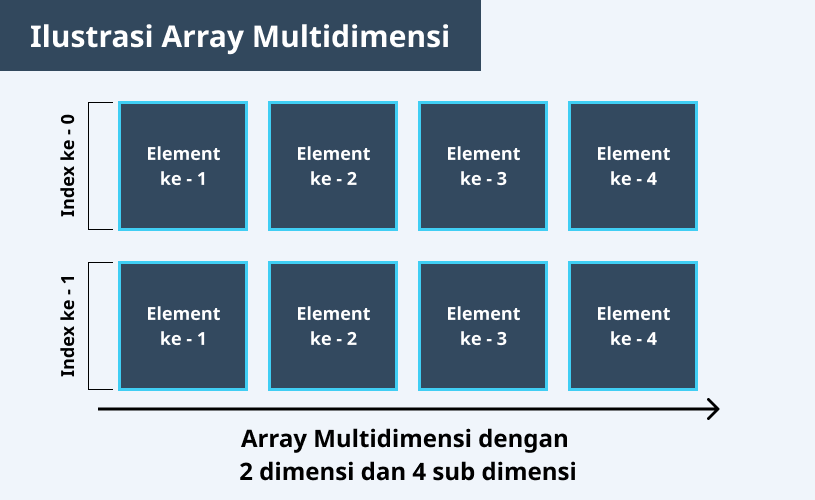 Ilustrasi Array Multidimensi
Index ke - 0
Element
ke - 1
Element
ke - 2
Element
ke - 3
Element
ke - 4
Index ke - 1
Element
ke - 1
Element
ke - 2
Element
ke - 3
Element
ke - 4
Array Multidimensi dengan
2 dimensi dan 4 sub dimensi